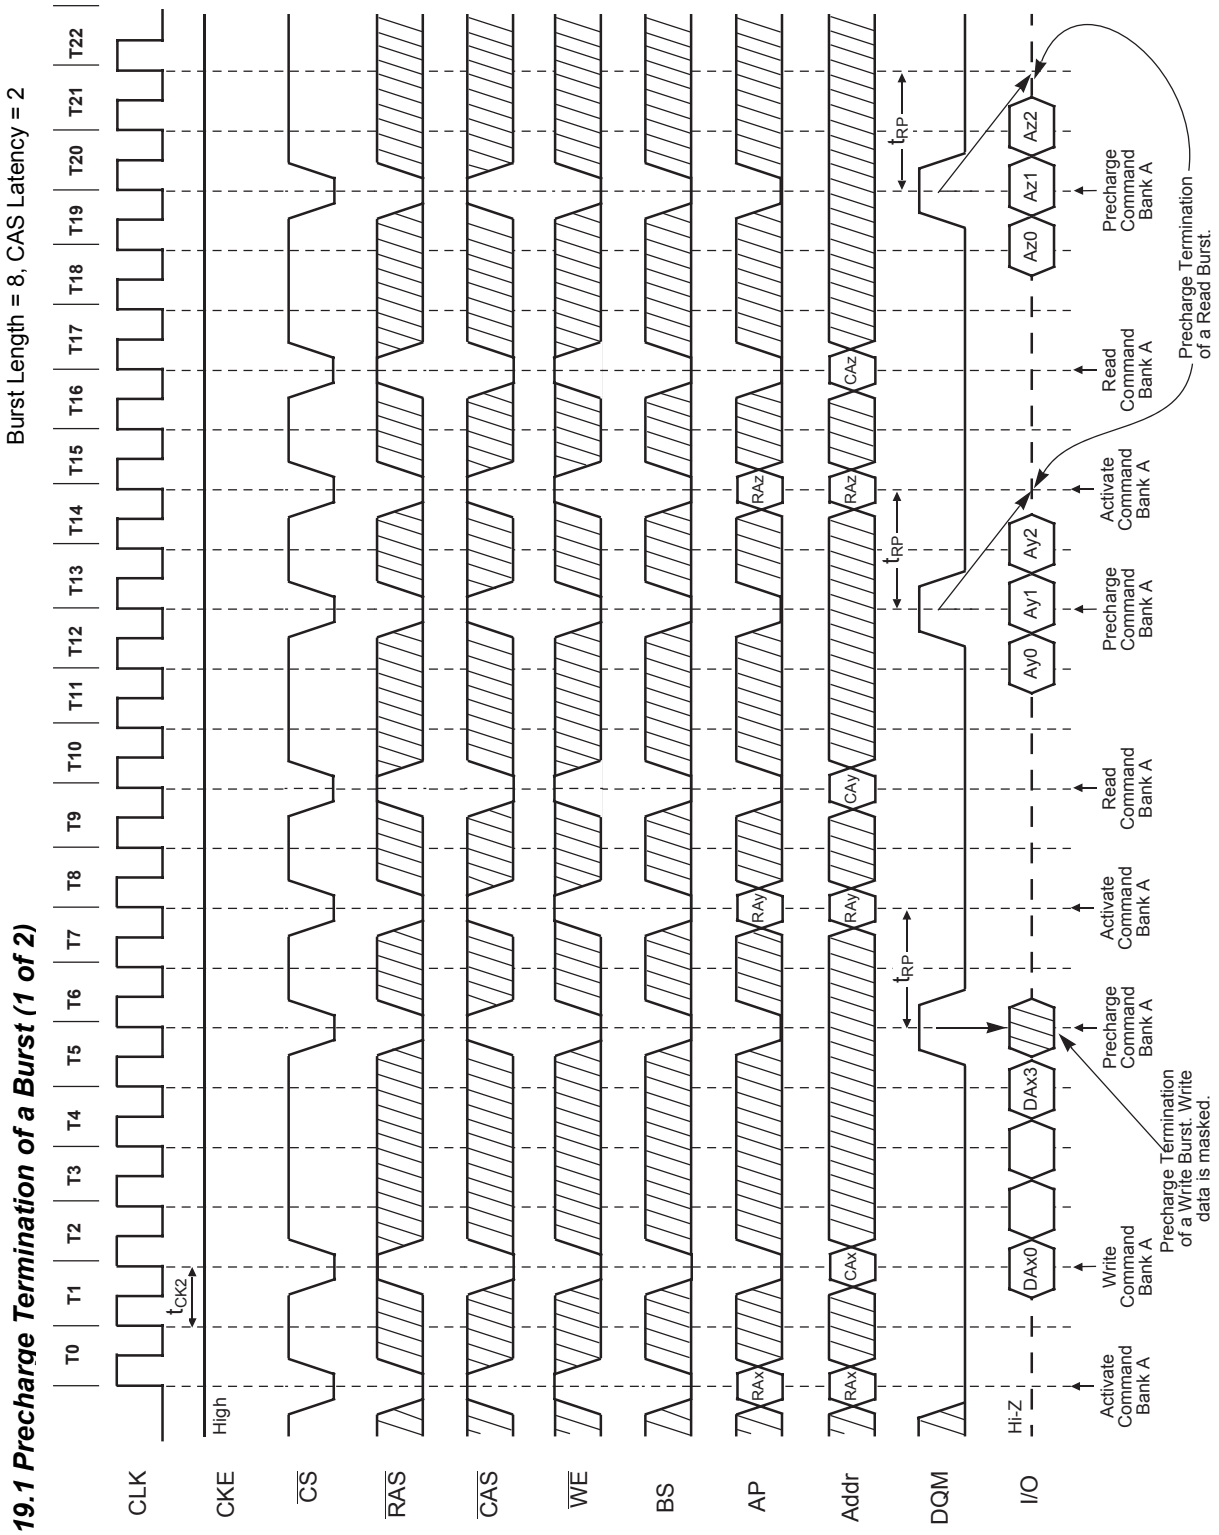 19.1 Precharge Termination of a Burst (1 of 2)
Burst Length = 8, CAS Latency = 2
T0 T1 T2 T3 T4 T5 T6 T7 T8 T9 T10 T11 T12 T13 T14 T15 T16 T17 T18 T19 T20 T21 T22
CLK
tCK2
CKE
High
CS
RAS
CAS
WE
BS
AP
RAx RAy RAz
Addr
RAx CAx RAy CAy RAz CAz
tRP tRP tRP
DQM
I/O
Hi-Z
DAx0 DAx3 Ay0 Ay1 Ay2 Az0 Az1 Az2
Activate
Command
Bank A
Write
Command
Bank A
Precharge
Command
Bank A
Activate
Command
Bank A
Read
Command
Bank A
Precharge
Command
Bank A
Activate
Command
Bank A
Read
Command
Bank A
Precharge
Command
Bank A
Precharge Termination
of a Write Burst. Write
data is masked.
Precharge Termination
of a Read Burst.